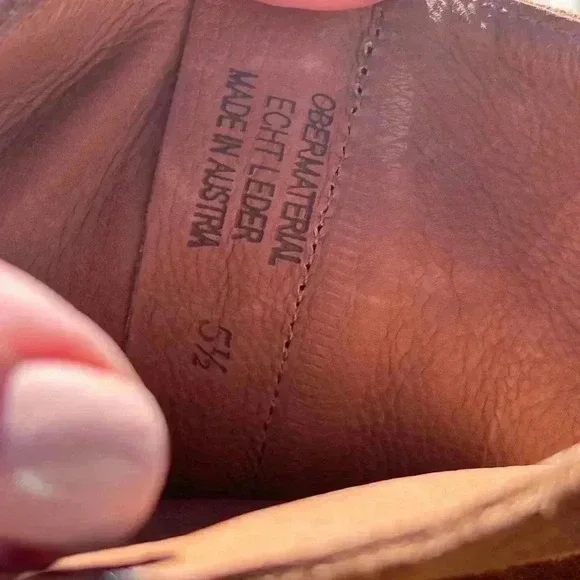 OBERMATERIAL
ECHT LEDER
MADE IN AUSTRIA
5½